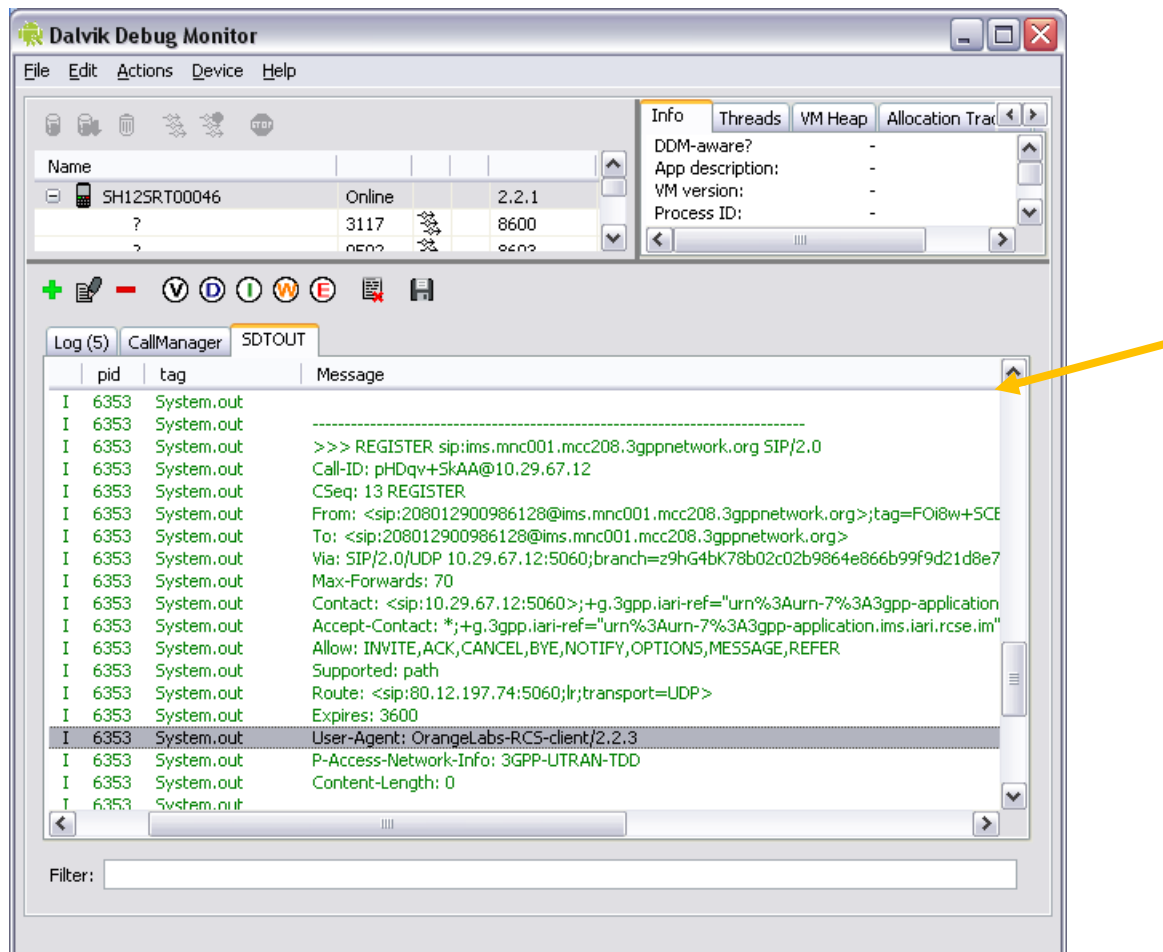 Dalvik Debug Monitor
File Edit Actions Device Help
STOP
Info Threads VM Heap Allocation Trac
Name
DDM-aware? -
App description: -
VM version: -
Process ID: -
SH12SRT00046 Online 2.2.1
? 3117 8600
V D I W E
Log (5) CallManager SDTOUT
pid tag Message
I 6353 System.out
I 6353 System.out ------------------------------------------------------------------------------
I 6353 System.out >>> REGISTER sip:ims.mnc001.mcc208.3gppnetwork.org SIP/2.0
I 6353 System.out Call-ID: pHDqv+SkAA@10.29.67.12
I 6353 System.out CSeq: 13 REGISTER
I 6353 System.out From: <sip:208012900986128@ims.mnc001.mcc208.3gppnetwork.org>;tag=FOi8w+SCE
I 6353 System.out To: <sip:208012900986128@ims.mnc001.mcc208.3gppnetwork.org>
I 6353 System.out Via: SIP/2.0/UDP 10.29.67.12:5060;branch=z9hG4bK78b02c02b9864e866b99f9d21d8e7
I 6353 System.out Max-Forwards: 70
I 6353 System.out Contact: <sip:10.29.67.12:5060>;+g.3gpp.iari-ref="urn%3Aurn-7%3A3gpp-application
I 6353 System.out Accept-Contact: *;+g.3gpp.iari-ref="urn%3Aurn-7%3A3gpp-application.ims.iari.rcse.im"
I 6353 System.out Allow: INVITE,ACK,CANCEL,BYE,NOTIFY,OPTIONS,MESSAGE,REFER
I 6353 System.out Supported: path
I 6353 System.out Route: <sip:80.12.197.74:5060;lr;transport=UDP>
I 6353 System.out Expires: 3600
I 6353 System.out User-Agent: OrangeLabs-RCS-client/2.2.3
I 6353 System.out P-Access-Network-Info: 3GPP-UTRAN-TDD
I 6353 System.out Content-Length: 0
I 6353 System.out
Filter: